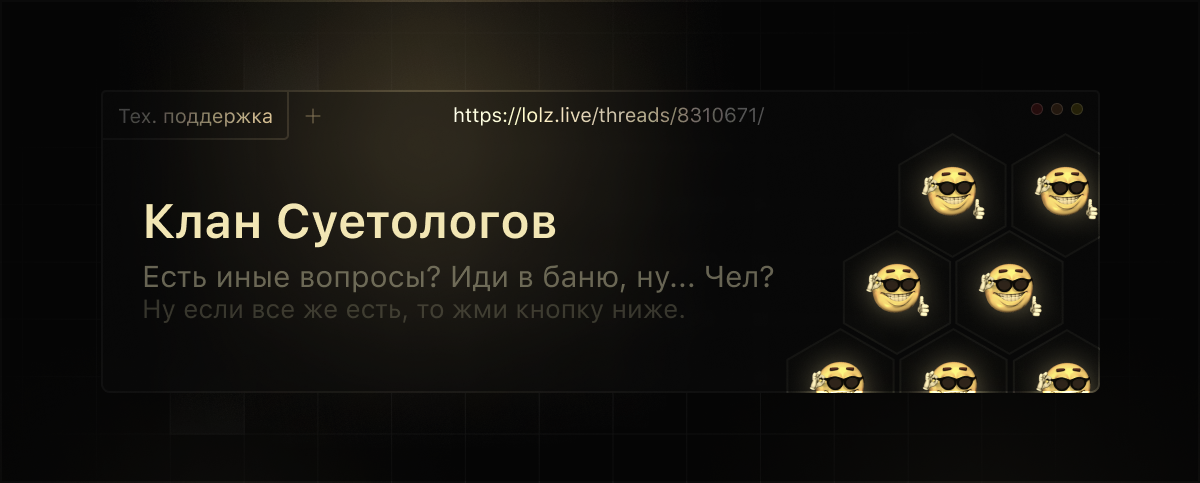 Тех. поддержка
+
https://lolz.live/threads/8310671/
Клан Суетологов
Есть иные вопросы? Иди в баню, ну... Чел?
Ну если все же есть, то жми кнопку ниже.